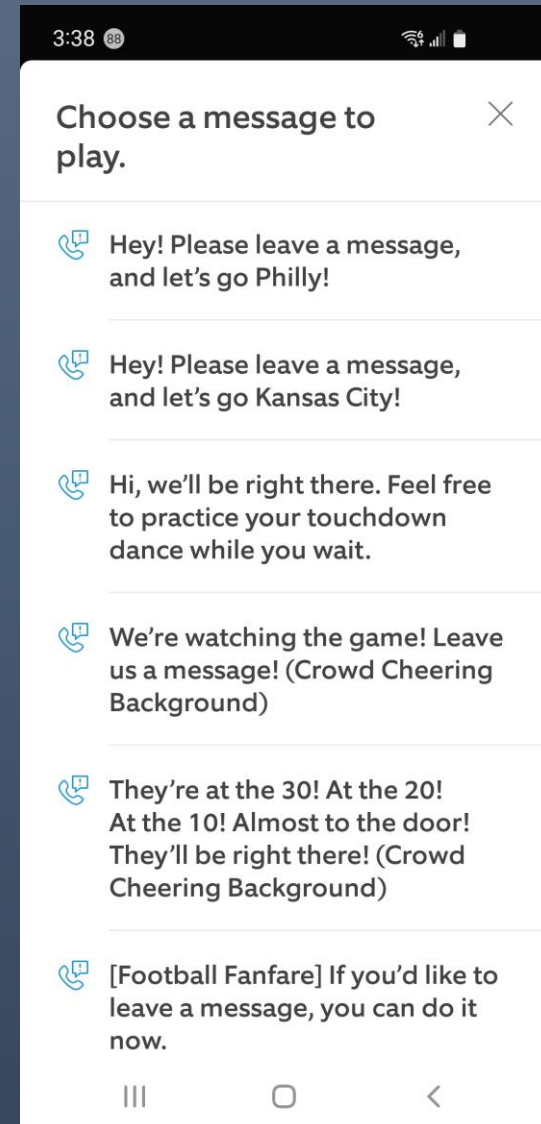 3:38 88
Choose a message to
play.
Hey! Please leave a message,
and let's go Philly!
Hey! Please leave a message,
and let's go Kansas City!
Hi, we'll be right there. Feel free
to practice your touchdown
dance while you wait.
We're watching the game! Leave
us a message! (Crowd Cheering
Background)
They're at the 30! At the 20!
At the 10! Almost to the door!
They'll be right there! (Crowd
Cheering Background)
[Football Fanfare] If you'd like to
leave a message, you can do it
now.